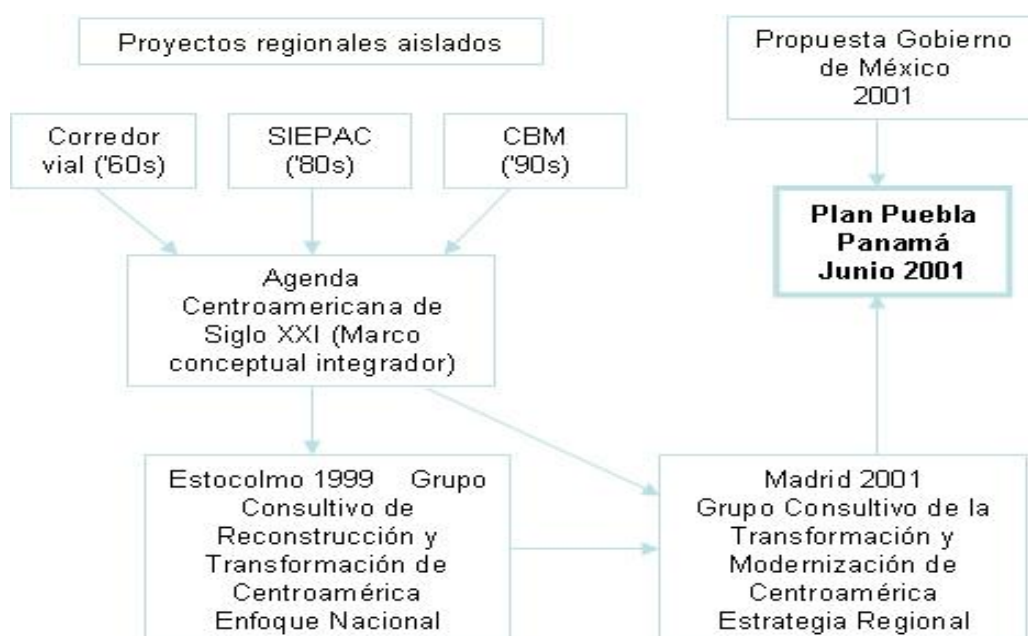 Proyectos regionales aislados
Propuesta Gobierno
de México
2001
Corredor
vial ('60s)
SIEPAC
('80s)
CBM
('90s)
Plan Puebla
Panamá
Junio 2001
Agenda
Centroamericana de
Siglo XXI (Marco
conceptual integrador)
Estocolmo 1999 Grupo
Consultivo de
Reconstrucción y
Transformación de
Centroamérica
Enfoque Nacional
Madrid 2001
Grupo Consultivo de la
Transformación y
Modernización de
Centroamérica
Estrategia Regional